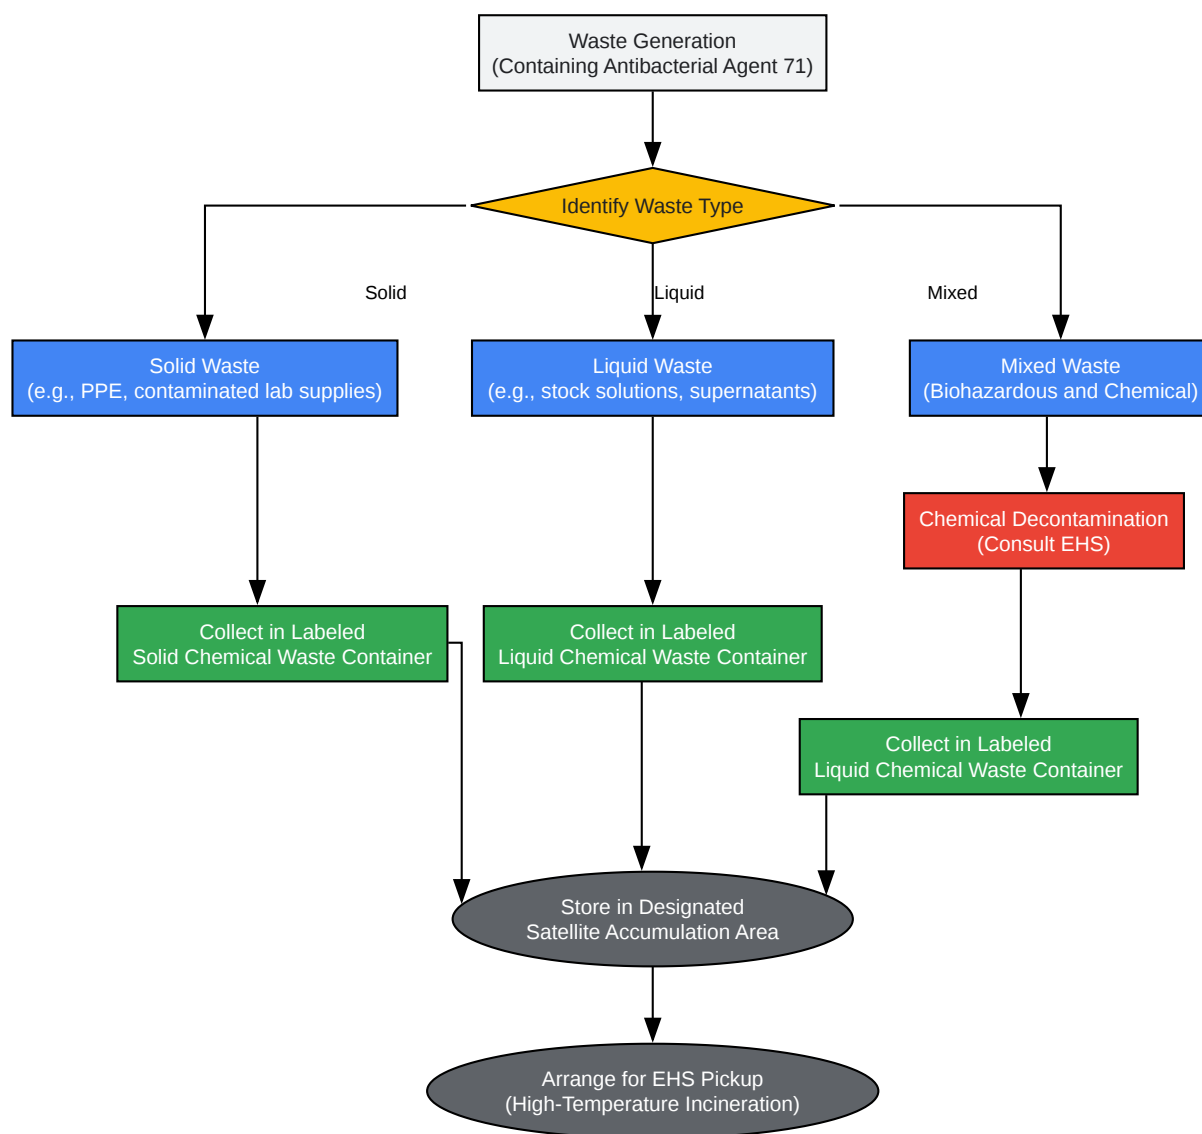 Waste Generation
(Containing Antibacterial Agent 71)
Identify Waste Type
Solid
Liquid
Mixed
Solid Waste
(e.g., PPE, contaminated lab supplies)
Liquid Waste
(e.g., stock solutions, supernatants)
Mixed Waste
(Biohazardous and Chemical)
Chemical Decontamination
(Consult EHS)
Collect in Labeled
Solid Chemical Waste Container
Collect in Labeled
Liquid Chemical Waste Container
Collect in Labeled
Liquid Chemical Waste Container
Store in Designated
Satellite Accumulation Area
Arrange for EHS Pickup
(High-Temperature Incineration)